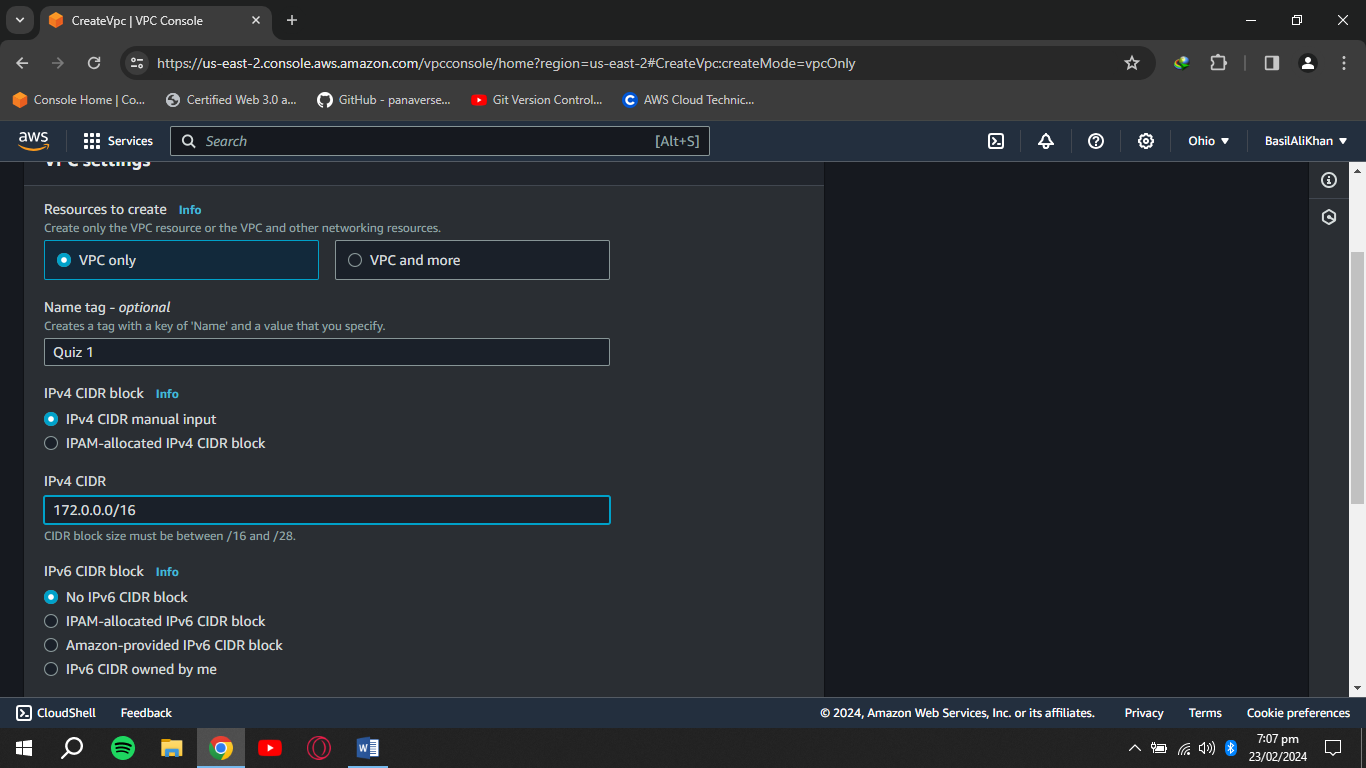 CreateVpc | VPC Console
https://us-east-2.console.aws.amazon.com/vpcconsole/home?region=us-east-2#CreateVpc:createMode=vpcOnly
Console Home | Co...
Certified Web 3.0 a...
GitHub - panaverse...
Git Version Control...
AWS Cloud Technic...
aws
Services
Search
[Alt+S]
Ohio
BasilAliKhan
VPC settings
Resources to create Info
Create only the VPC resource or the VPC and other networking resources.
VPC only
VPC and more
Name tag - optional
Creates a tag with a key of 'Name' and a value that you specify.
Quiz 1
IPv4 CIDR block Info
IPv4 CIDR manual input
IPAM-allocated IPv4 CIDR block
IPv4 CIDR
172.0.0.0/16
CIDR block size must be between /16 and /28.
IPv6 CIDR block Info
No IPv6 CIDR block
IPAM-allocated IPv6 CIDR block
Amazon-provided IPv6 CIDR block
IPv6 CIDR owned by me
CloudShell
Feedback
© 2024, Amazon Web Services, Inc. or its affiliates.
Privacy
Terms
Cookie preferences
7:07 pm
23/02/2024